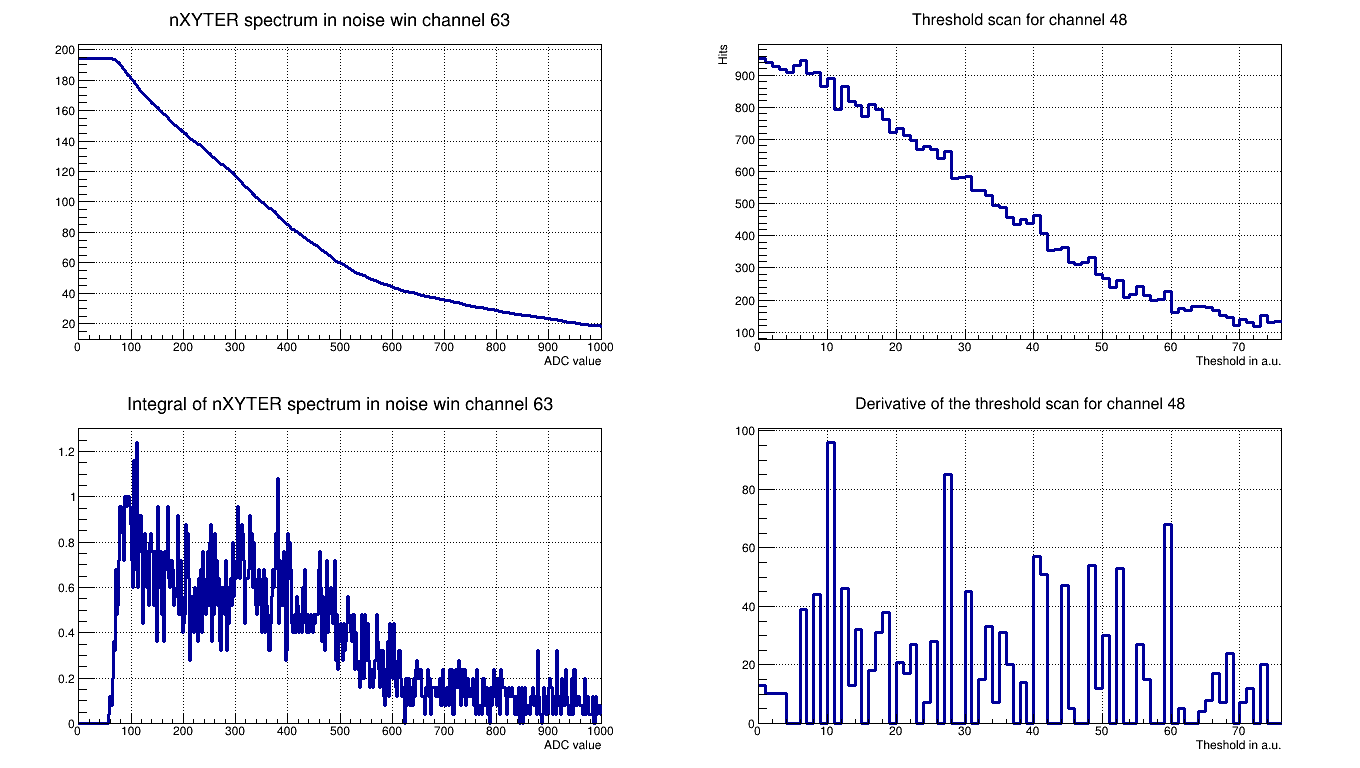 nXYTER spectrum in noise win channel 63
200
180
160
140
120
100
80
60
40
20
0 100 200 300 400 500 600 700 800 900 1000
ADC value
Threshold scan for channel 48
Hits
900
800
700
600
500
400
300
200
100
0 10 20 30 40 50 60 70
Theshold in a.u.
Integral of nXYTER spectrum in noise win channel 63
1.2
1
0.8
0.6
0.4
0.2
0
0 100 200 300 400 500 600 700 800 900 1000
ADC value
Derivative of the threshold scan for channel 48
100
80
60
40
20
0
0 10 20 30 40 50 60 70
Theshold in a.u.